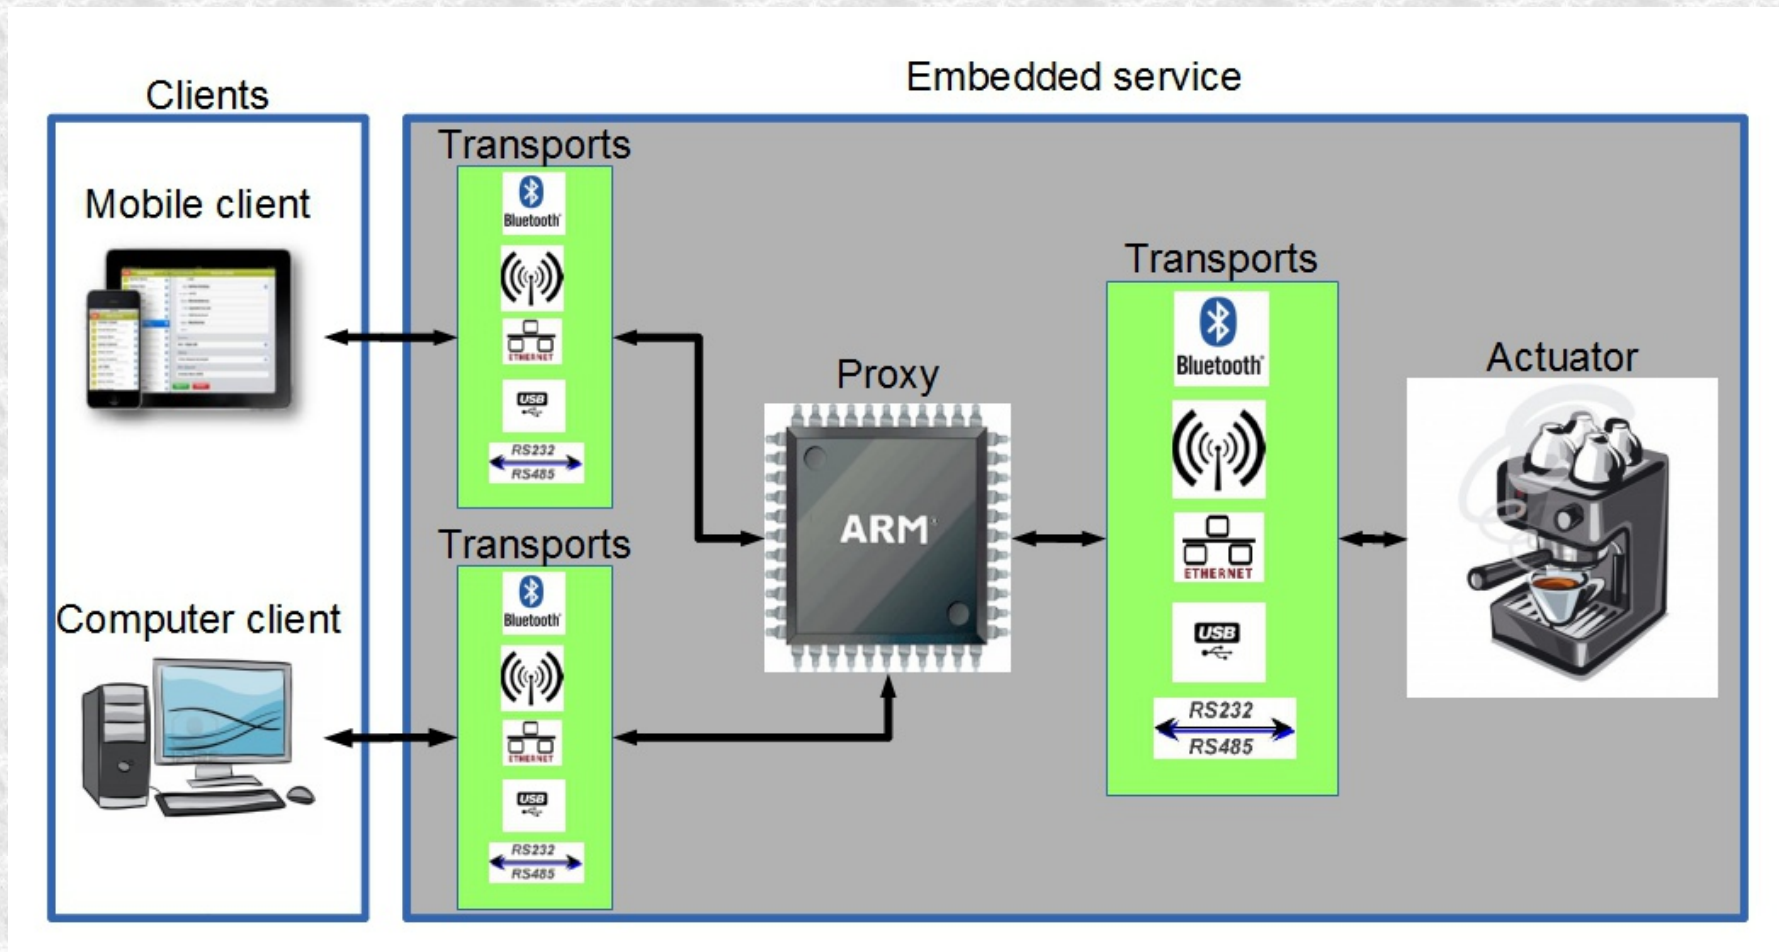 Embedded service
Clients
Transports
Mobile client
Bluetooth
ETHERNET
USB
RS232
RS485
Transports
Bluetooth
ETHERNET
USB
RS232
RS485
Computer client
Proxy
ARM
Transports
Bluetooth
ETHERNET
USB
RS232
RS485
Actuator